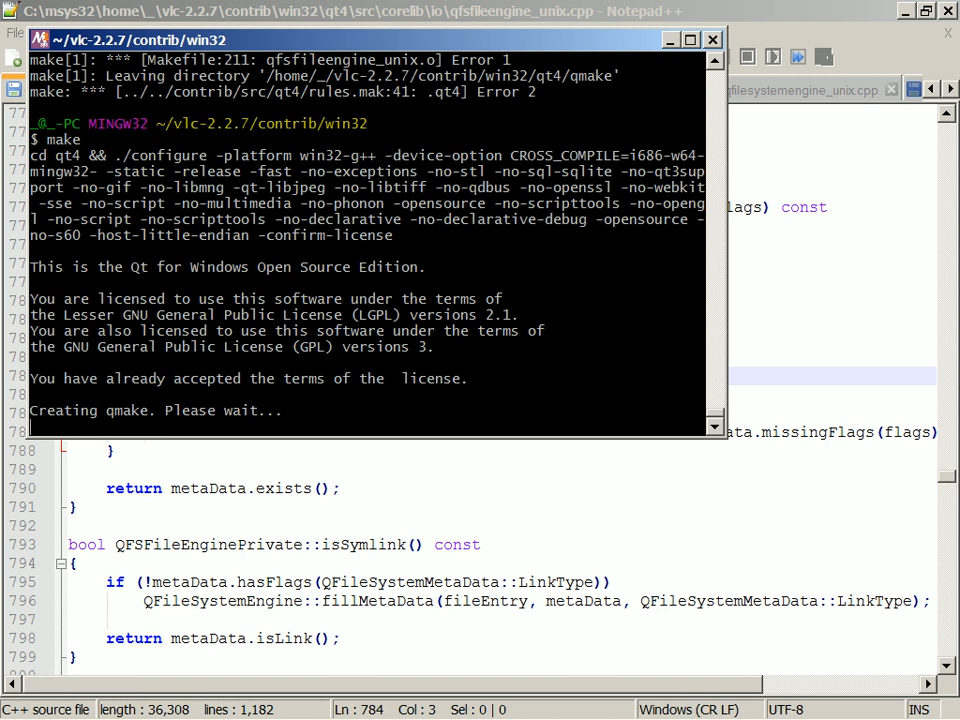 C:\msys32\home\_\vlc-2.2.7\contrib\win32\qt4\src\corelib\io\qfsfileengine_unix.cpp - Notepad++
File
~/vlc-2.2.7/contrib/win32
make[1]: *** [Makefile:211: qfsfileengine_unix.o] Error 1
make[1]: Leaving directory '/home/_/vlc-2.2.7/contrib/win32/qt4/qmake'
make: *** [../../contrib/src/qt4/rules.mak:41: .qt4] Error 2
_@_-PC MINGW32 ~/vlc-2.2.7/contrib/win32
$ make
cd qt4 && ./configure -platform win32-g++ -device-option CROSS_COMPILE=i686-w64-
mingw32- -static -release -fast -no-exceptions -no-stl -no-sql-sqlite -no-qt3sup
port -no-gif -no-libmng -qt-libjpeg -no-libtiff -no-qdbus -no-openssl -no-webkit
-sse -no-script -no-multimedia -no-phonon -opensource -no-scripttools -no-openg
l -no-script -no-scripttools -no-declarative -no-declarative-debug -opensource -
no-s60 -host-little-endian -confirm-license
This is the Qt for Windows Open Source Edition.
You are licensed to use this software under the terms of
the Lesser GNU General Public License (LGPL) versions 2.1.
You are also licensed to use this software under the terms of
the GNU General Public License (GPL) versions 3.
You have already accepted the terms of the  license.
Creating qmake. Please wait...
filesystemengine_unix.cpp
lags) const
ata.missingFlags(flags)
788 }
789
790 return metaData.exists();
791 }
792
793 bool QFSFileEnginePrivate::isSymlink() const
794 {
795 if (!metaData.hasFlags(QFileSystemMetaData::LinkType))
796 QFileSystemEngine::fillMetaData(fileEntry, metaData, QFileSystemMetaData::LinkType);
797
798 return metaData.isLink();
799 }
C++ source file length : 36,308 lines : 1,182 Ln : 784 Col : 3 Sel : 0 | 0 Windows (CR LF) UTF-8 INS